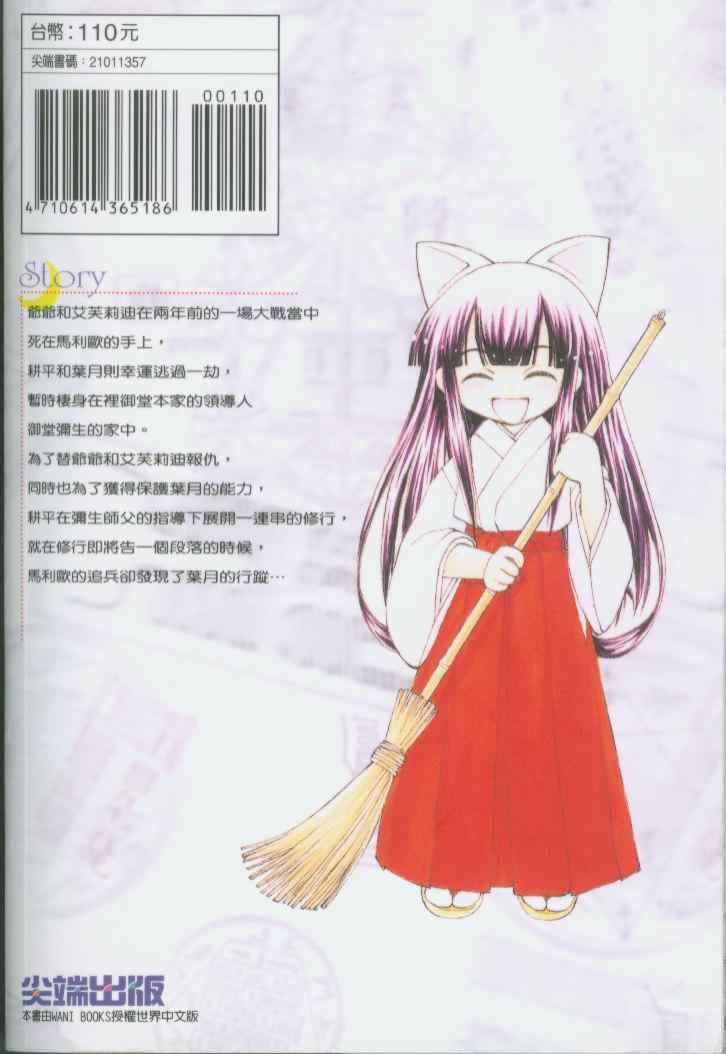 台幣：110元
尖端書碼：21011357
00110
4 710614 365186
Story
爺爺和艾芙莉迪在兩年前的一場大戰當中
死在馬利歐的手上，
耕平和葉月則幸運逃過一劫，
暫時棲身在裡御堂本家的領導人
御堂彌生的家中。
為了替爺爺和艾芙莉迪報仇，
同時也為了獲得保護葉月的能力，
耕平在彌生師父的指導下展開一連串的修行，
就在修行即將告一個段落的時候，
馬利歐的追兵卻發現了葉月的行蹤…
尖端出版
本書由WANI BOOKS授權世界中文版